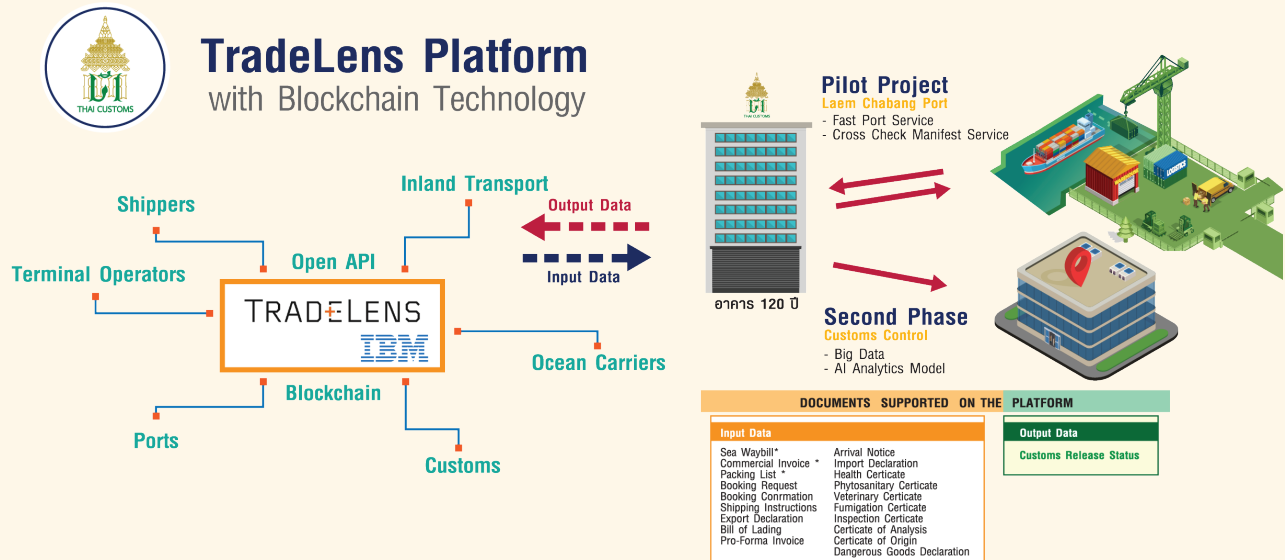 THAI CUSTOMS
TradeLens Platform
with Blockchain Technology
Shippers
Inland Transport
Terminal Operators
Open API
TRADELENS
IBM
Ocean Carriers
Blockchain
Ports
Customs
Output Data
Input Data
THAI CUSTOMS
อาคาร 120 ปี
Pilot Project
Laem Chabang Port
- Fast Port Service
- Cross Check Manifest Service
LOGISTICS
Second Phase
Customs Control
- Big Data
- AI Analytics Model
DOCUMENTS SUPPORTED ON THE PLATFORM
Input Data
Sea Waybill*
Commercial Invoice *
Packing List *
Booking Request
Booking Conrmation
Shipping Instructions
Export Declaration
Bill of Lading
Pro-Forma Invoice
Arrival Notice
Import Declaration
Health Certicate
Phytosanitary Certicate
Veterinary Certicate
Fumigation Certicate
Inspection Certicate
Certicate of Analysis
Certicate of Origin
Dangerous Goods Declaration
Output Data
Customs Release Status